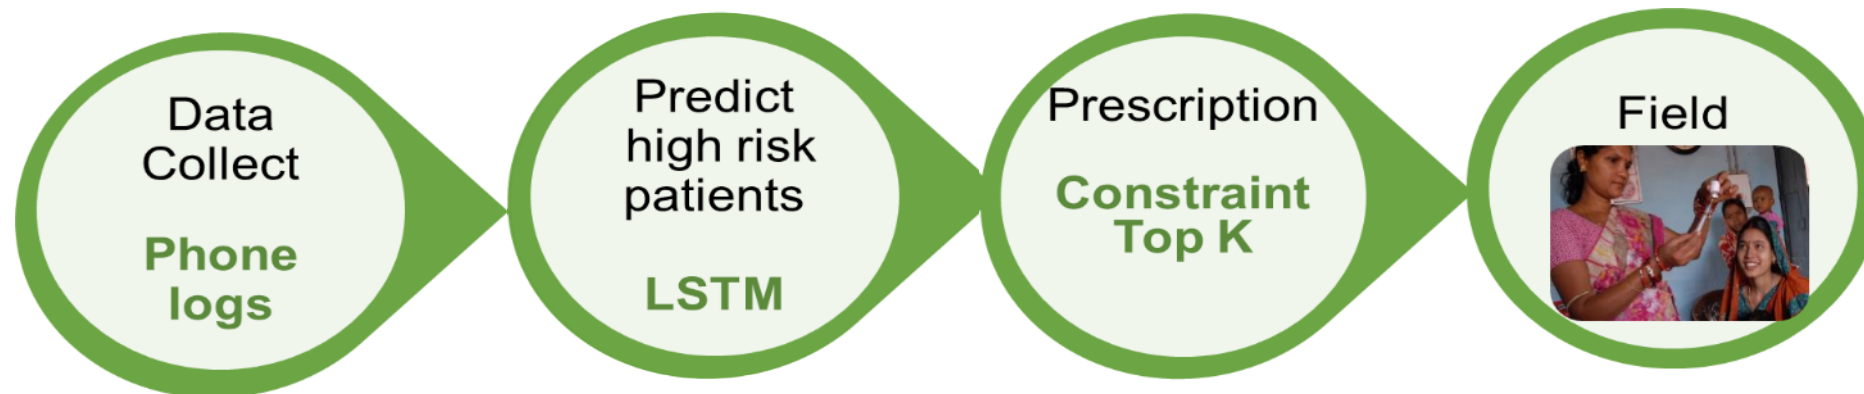 Data
Collect
Phone
logs
Predict
high risk
patients
LSTM
Prescription
Constraint
Top K
Field